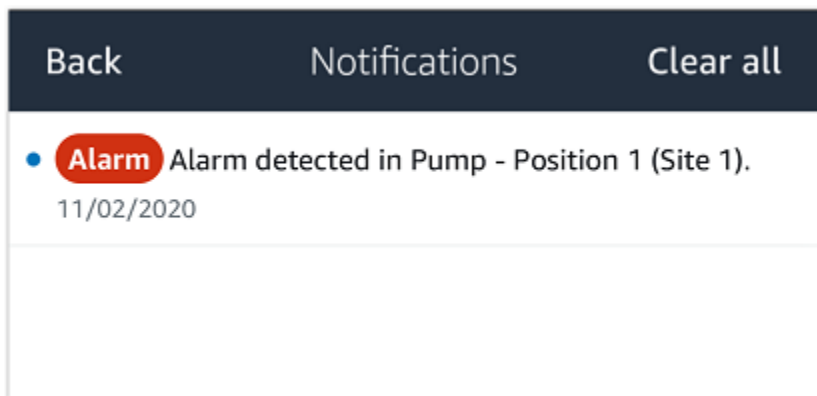 Back Notifications Clear all
Alarm Alarm detected in Pump - Position 1 (Site 1).
11/02/2020